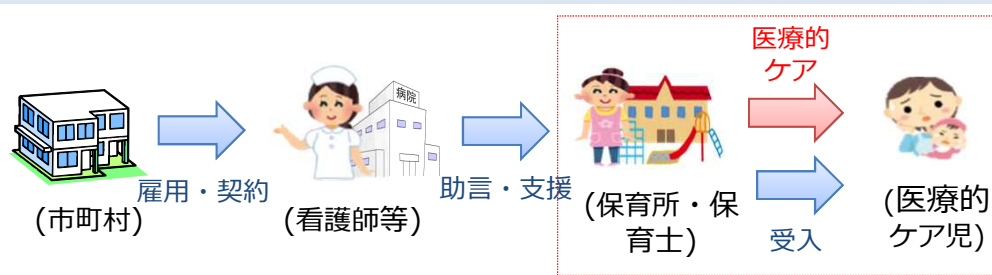 医療的
ケア
病院
雇用・契約
助言・支援
(市町村)
(看護師等)
(保育所・保
育士)
受入
(医療的
ケア児)